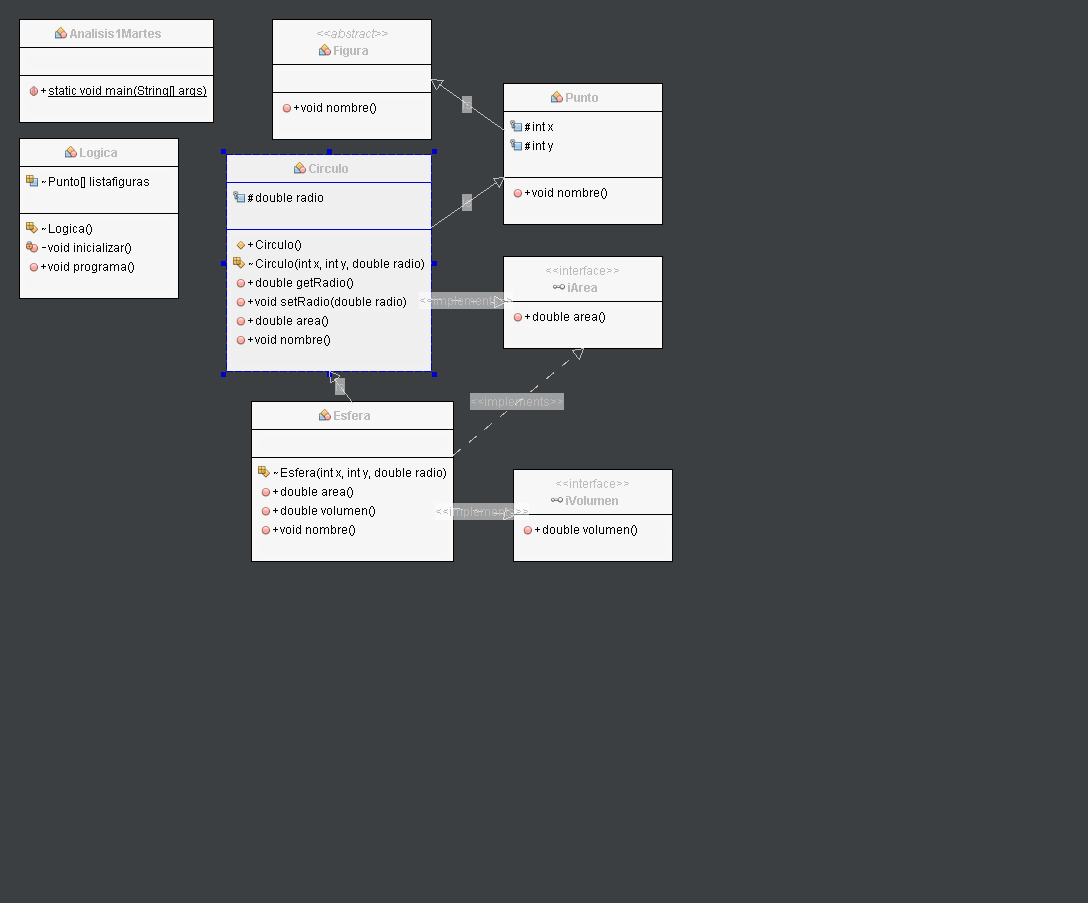 Analisis1Martes
+static void main(String[] args)
Logica
~Punto[] listafiguras
~Logica()
-void inicializar()
+void programa()
<<abstract>>
Figura
+void nombre()
Punto
#int x
#int y
+void nombre()
Circulo
#double radio
+Circulo()
~Circulo(int x, int y, double radio)
+double getRadio()
+void setRadio(double radio)
+double area()
+void nombre()
<<implements>>
<<interface>>
iArea
+double area()
<<implements>>
Esfera
~Esfera(int x, int y, double radio)
+double area()
+double volumen()
+void nombre()
<<implements>>
<<interface>>
iVolumen
+double volumen()